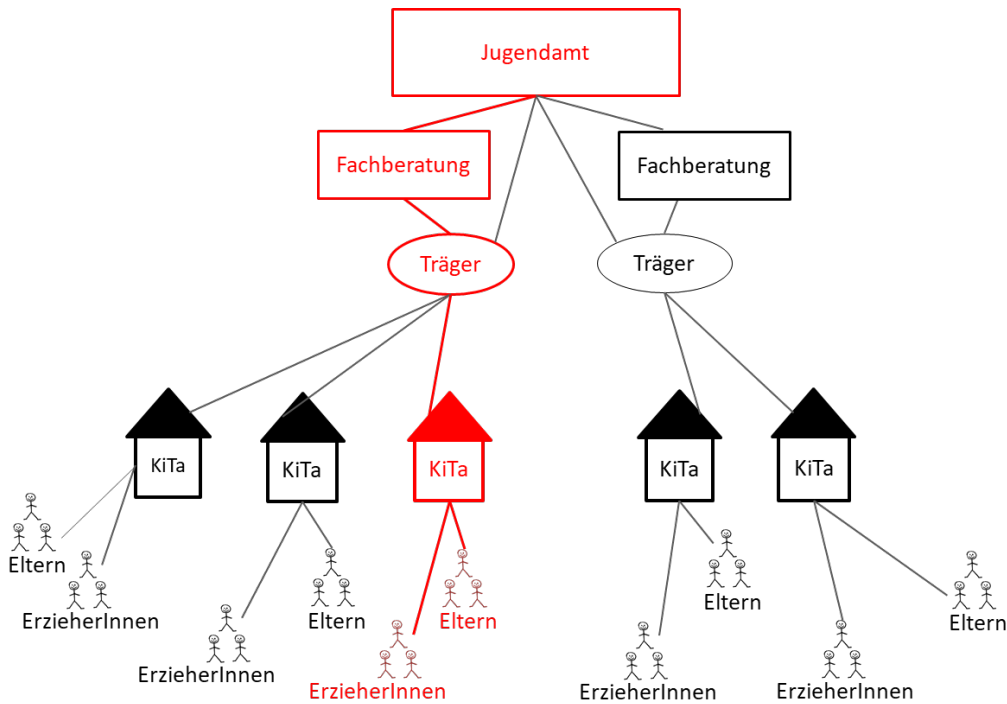 Jugendamt
Fachberatung
Fachberatung
Träger
Träger
KiTa
KiTa
KiTa
KiTa
KiTa
Eltern
ErzieherInnen
Eltern
ErzieherInnen
Eltern
ErzieherInnen
Eltern
ErzieherInnen
Eltern
ErzieherInnen